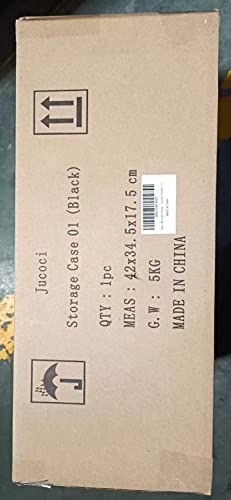 Jucoci
Storage Case 01 (Black)
QTY : 1pc
MEAS : 42x34.5x17.5 cm
G.W : 5KG
MADE IN CHINA